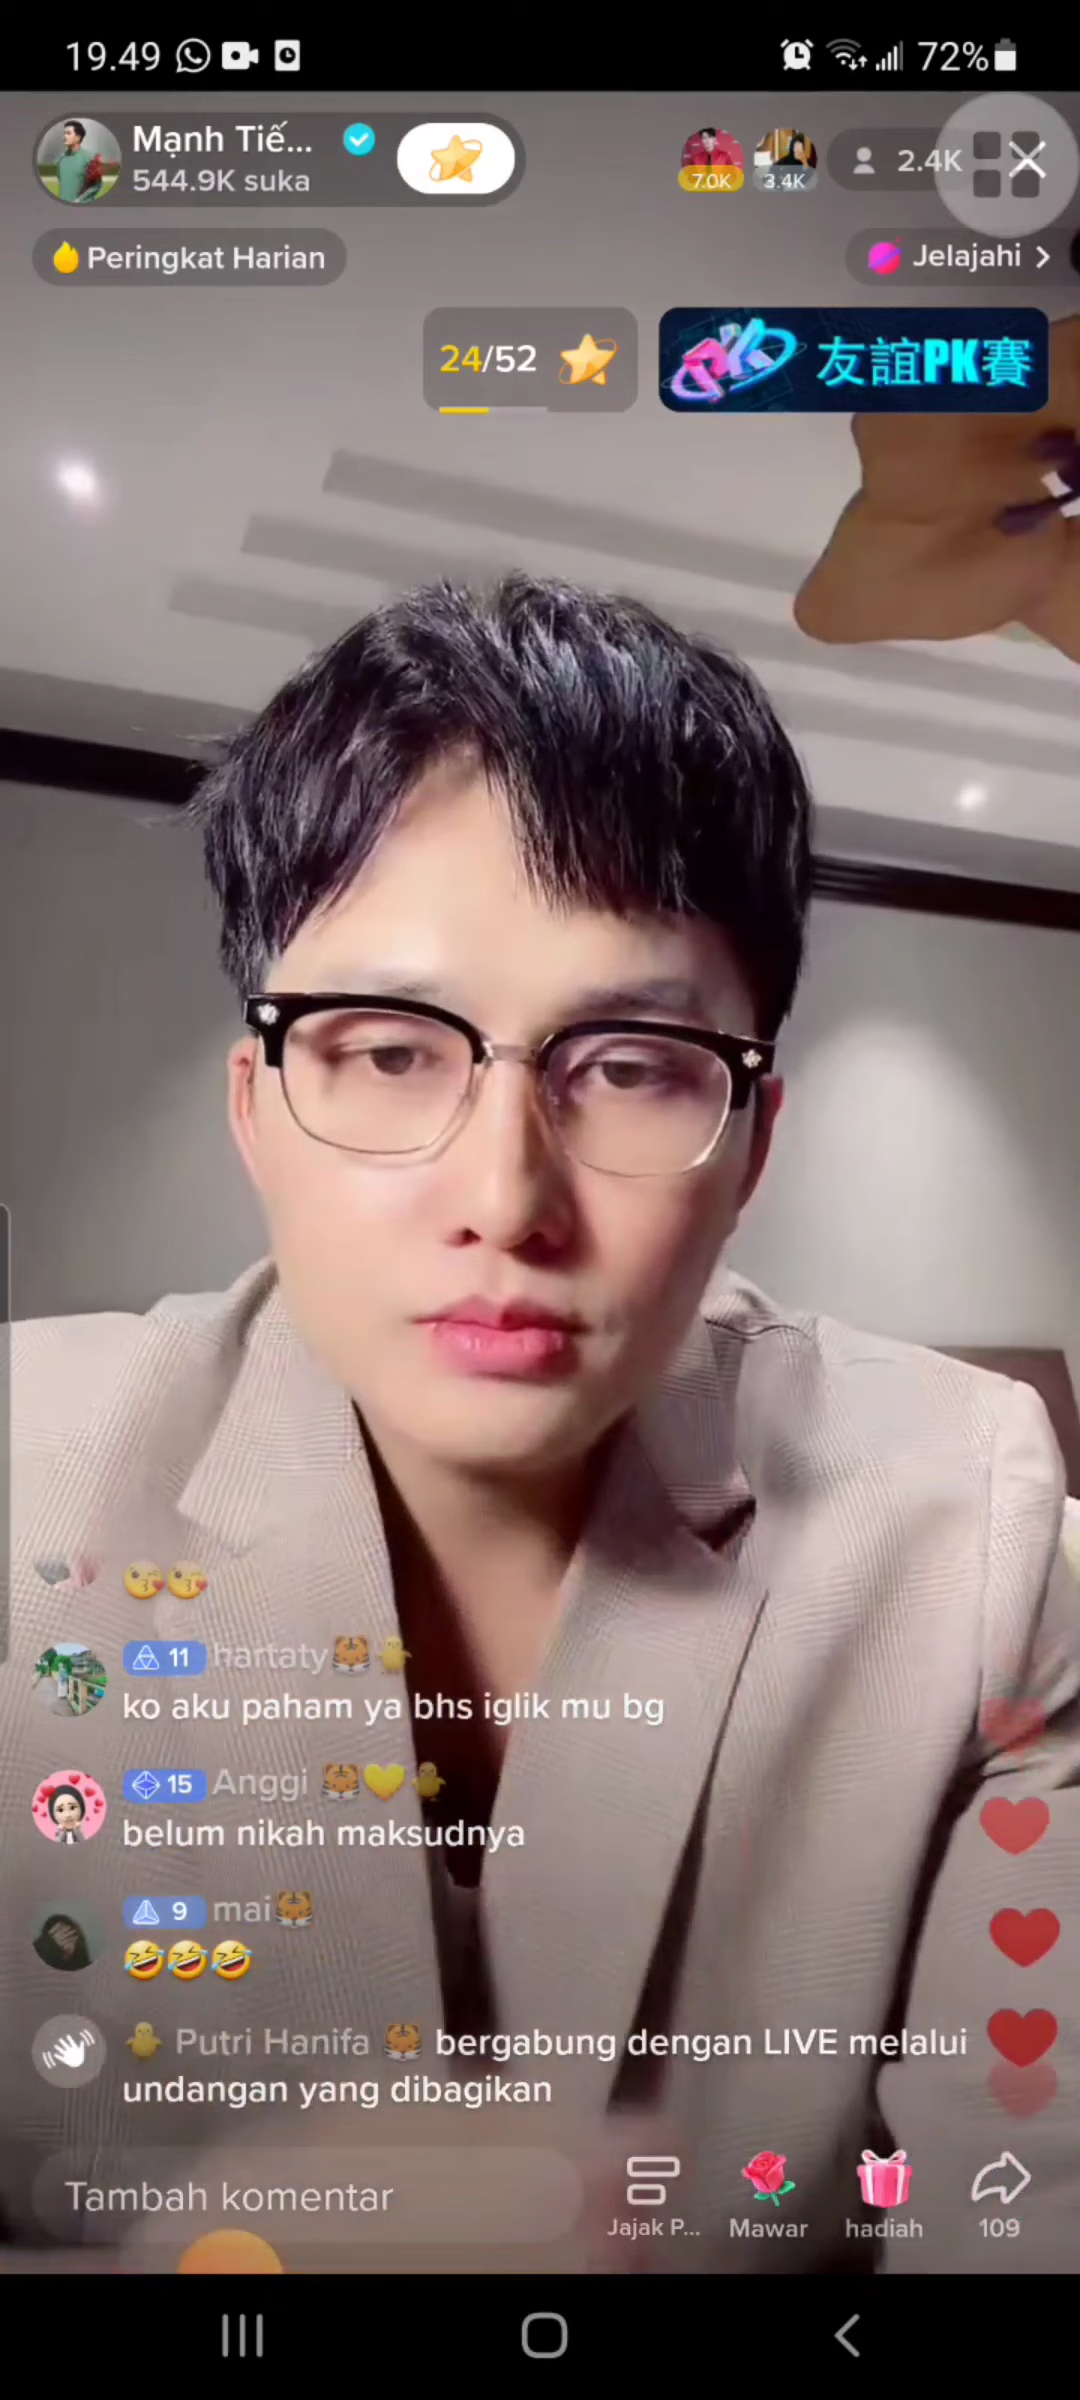 19.49
72%
Mạnh Tiế...
544.9K suka
7.0K
3.4K
2.4K
Peringkat Harian
Jelajahi
24/52
PK
友誼PK賽
11 hartaty
ko aku paham ya bhs iglik mu bg
15 Anggi
belum nikah maksudnya
9 mai
Putri Hanifa bergabung dengan LIVE melalui
undangan yang dibagikan
Tambah komentar
Jajak P...
Mawar
hadiah
109